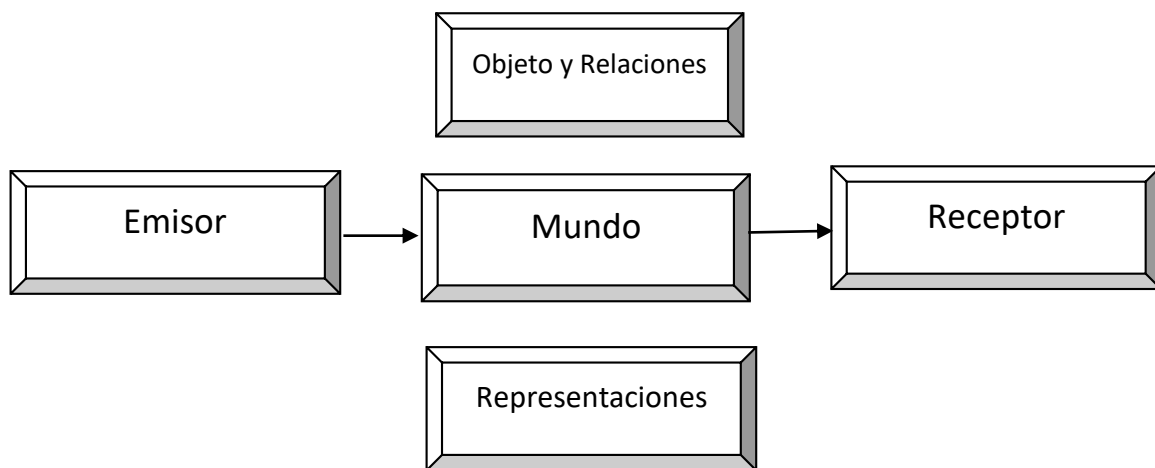 Objeto y Relaciones
Emisor
Mundo
Receptor
Representaciones